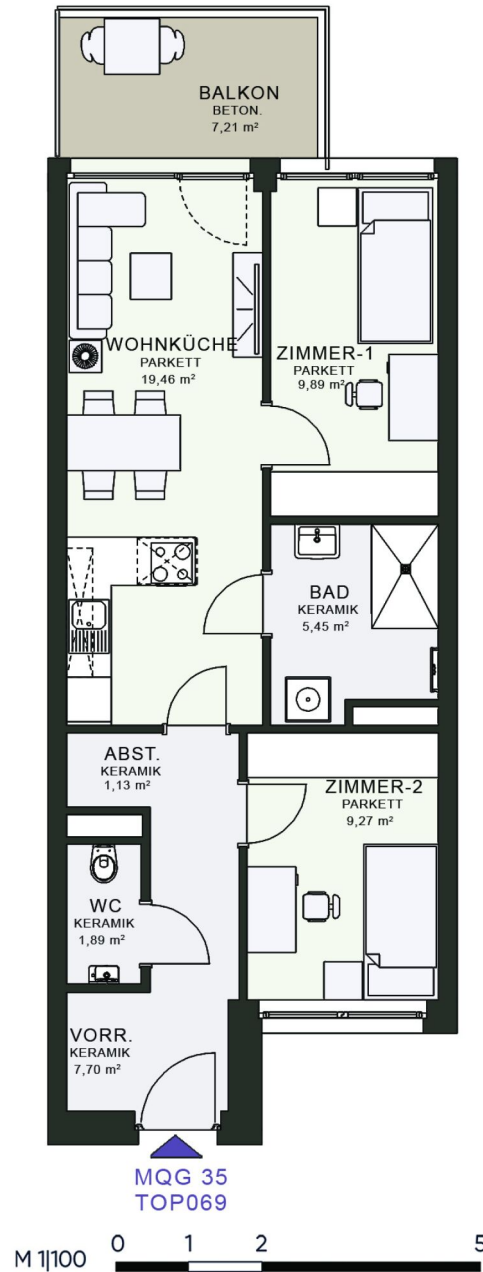 BALKON
BETON.
7,21 m²
WOHNKÜCHE
PARKETT
19,46 m²
ZIMMER-1
PARKETT
9,89 m²
BAD
KERAMIK
5,45 m²
ABST.
KERAMIK
1,13 m²
ZIMMER-2
PARKETT
9,27 m²
WC
KERAMIK
1,89 m²
VORR.
KERAMIK
7,70 m²
MQG 35
TOP069
M 1|100 0 1 2 5